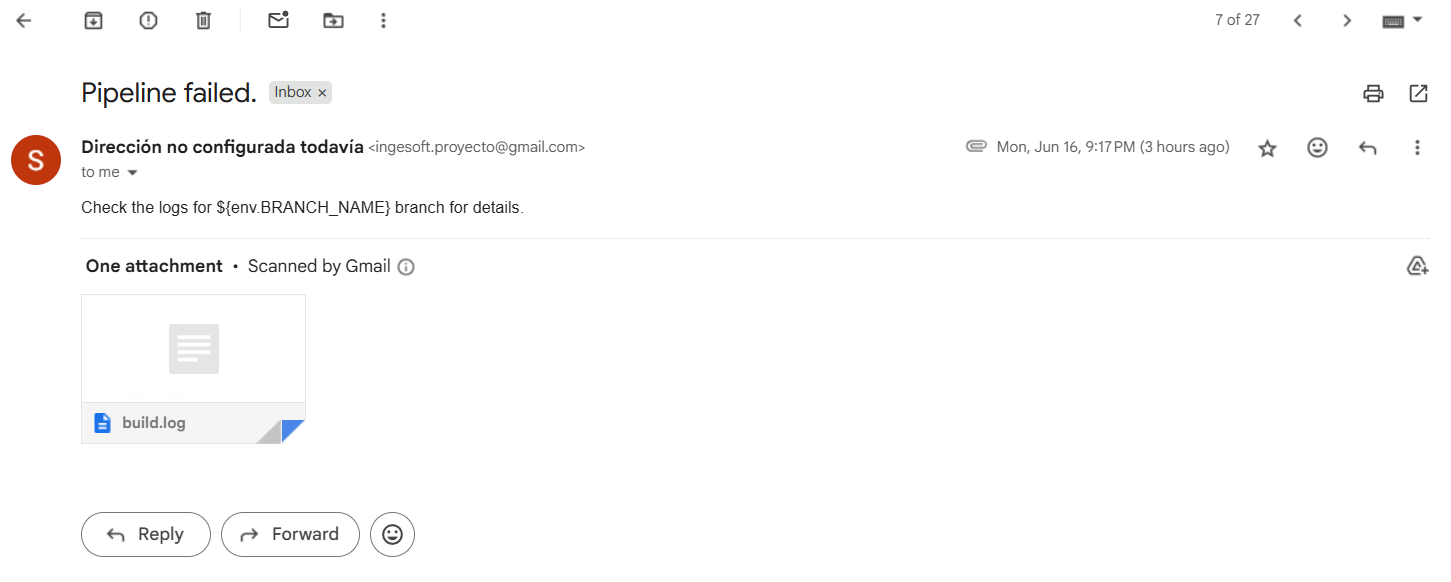 7 of 27
Pipeline failed. Inbox ×
S
Dirección no configurada todavía <ingesoft.proyecto@gmail.com> Mon, Jun 16, 9:17 PM (3 hours ago)
to me
Check the logs for ${env.BRANCH_NAME} branch for details.
One attachment • Scanned by Gmail
build.log
Reply Forward